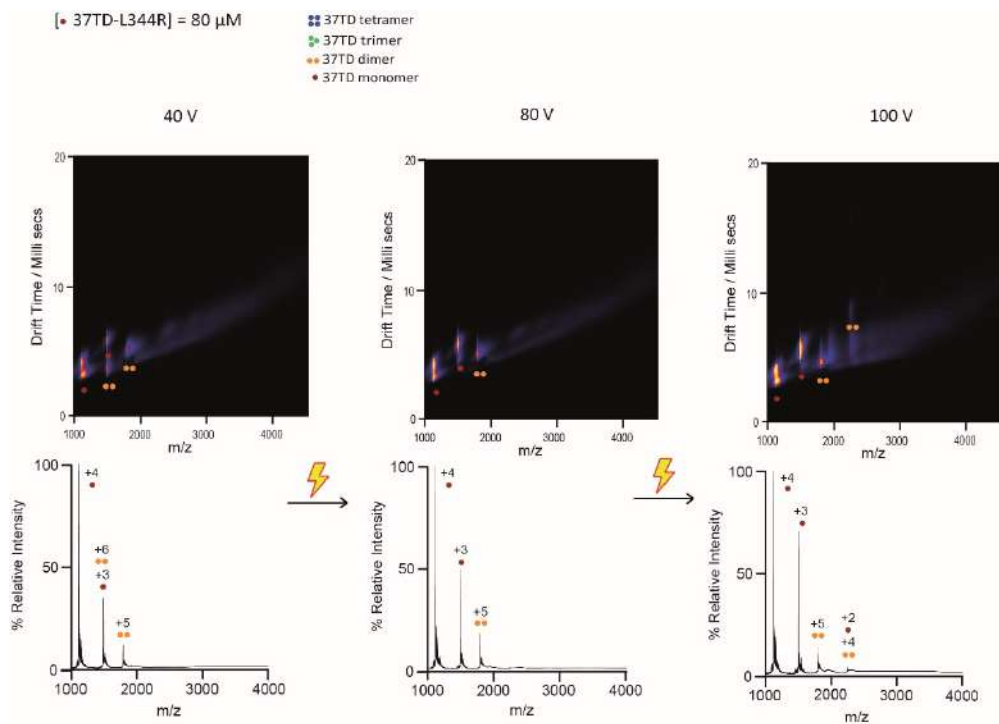 [• 37TD-L344R] = 80 µM
37TD tetramer
37TD trimer
37TD dimer
37TD monomer
40 V
80 V
100 V
Drift Time / Milli secs
20
10
0
1000
2000
3000
4000
m/z
Drift Time / Milli secs
20
10
0
1000
2000
3000
4000
m/z
Drift Time / Milli secs
20
10
0
1000
2000
3000
4000
m/z
% Relative Intensity
100
50
0
+4
+6
+3
+5
1000
2000
3000
4000
m/z
% Relative Intensity
100
50
0
+4
+3
+5
1000
2000
3000
4000
m/z
% Relative Intensity
100
50
0
+4
+3
+5
+2
+4
1000
2000
3000
4000
m/z